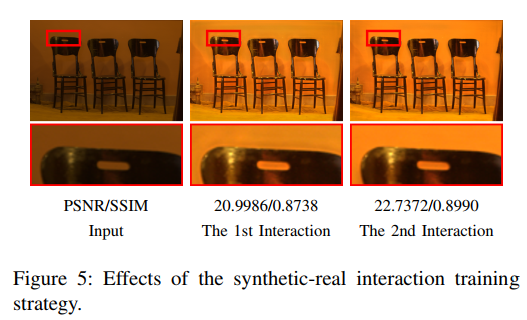 PSNR/SSIM 20.9986/0.8738 22.7372/0.8990
Input The 1st Interaction The 2nd Interaction
Figure 5: Effects of the synthetic-real interaction training
strategy.